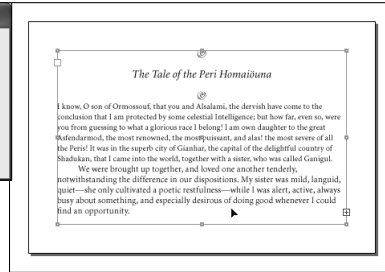 The Tale of the Peri Homaiöuna
I know, O son of Ormossouf, that you and Alsalami, the dervish have come to the
conclusion that I am protected by some celestial Intelligence; but how far, even so, were
you from guessing to what a glorious race I belong! I am own daughter to the great
Asfendarmod, the most renowned, the most puissant, and alas! the most severe of all
the Peris! It was in the superb city of Gianhar, the capital of the delightful country of
Shadukan, that I came into the world, together with a sister, who was called Ganigul.
We were brought up together, and loved one another tenderly,
notwithstanding the difference in our dispositions. My sister was mild, languid,
quiet—she only cultivated a poetic restfulness—while I was alert, active, always
busy about something, and especially desirous of doing good whenever I could
find an opportunity.